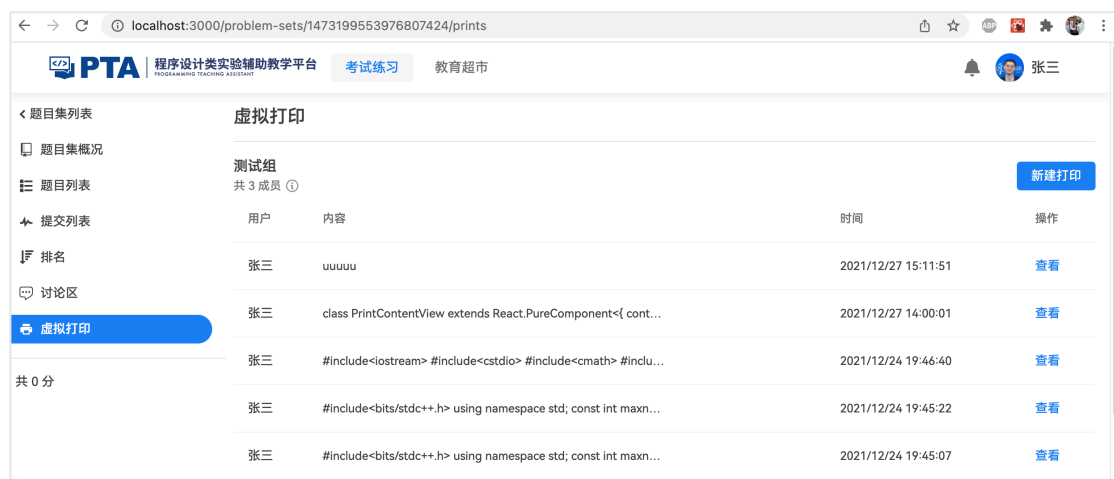 localhost:3000/problem-sets/1473199553976807424/prints
ABP
PTA
程序设计类实验辅助教学平台
PROGRAMMING TEACHING ASSISTANT
考试练习
教育超市
张三
题目集列表
题目集概况
题目列表
提交列表
排名
讨论区
虚拟打印
共 0 分
虚拟打印
测试组
共 3 成员
新建打印
用户 内容 时间 操作
张三 uuuuu 2021/12/27 15:11:51 查看
张三 class PrintContentView extends React.PureComponent<{ cont... 2021/12/27 14:00:01 查看
张三 #include<iostream> #include<cstdio> #include<cmath> #inclu... 2021/12/24 19:46:40 查看
张三 #include<bits/stdc++.h> using namespace std; const int maxn... 2021/12/24 19:45:22 查看
张三 #include<bits/stdc++.h> using namespace std; const int maxn... 2021/12/24 19:45:07 查看